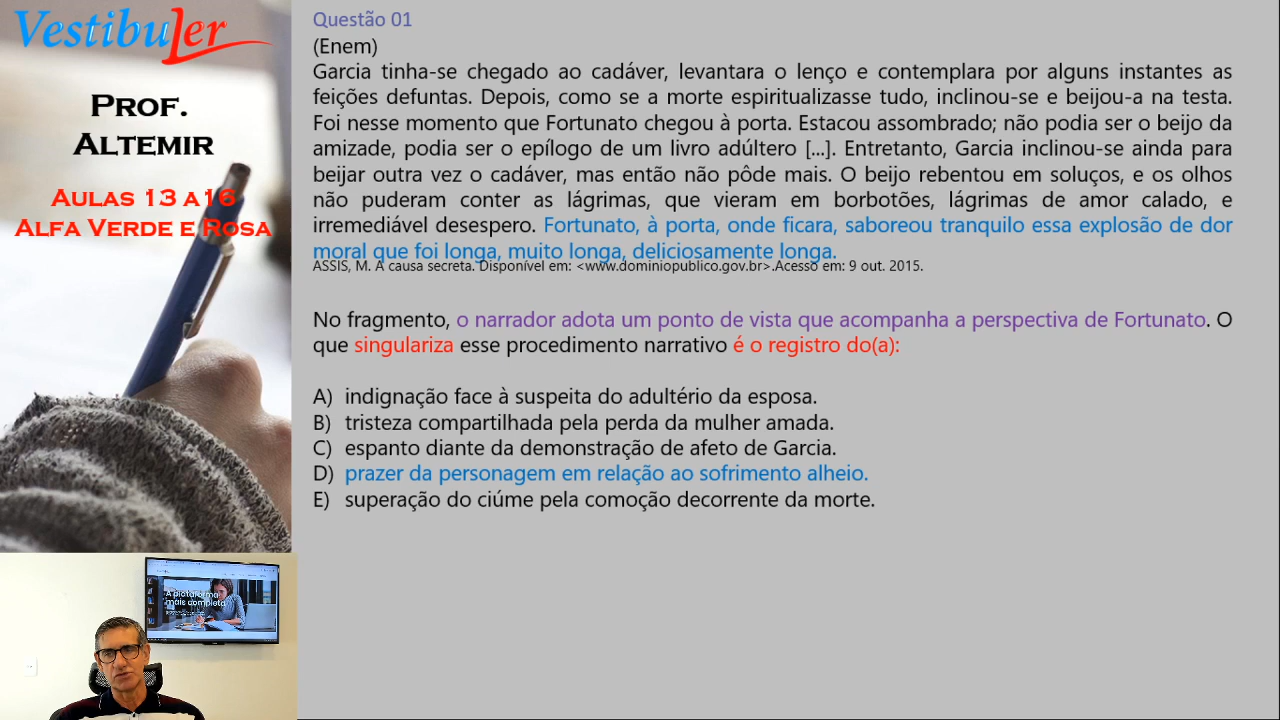 Vestibuler
PROF.
ALTEMIR
AULAS 13 A 16
ALFA VERDE E ROSA
Questão 01
(Enem)
Garcia tinha-se chegado ao cadáver, levantara o lenço e contemplara por alguns instantes as
feições defuntas. Depois, como se a morte espiritualizasse tudo, inclinou-se e beijou-a na testa.
Foi nesse momento que Fortunato chegou à porta. Estacou assombrado; não podia ser o beijo da
amizade, podia ser o epílogo de um livro adúltero [...]. Entretanto, Garcia inclinou-se ainda para
beijar outra vez o cadáver, mas então não pôde mais. O beijo rebentou em soluços, e os olhos
não puderam conter as lágrimas, que vieram em borbotões, lágrimas de amor calado, e
irremediável desespero. Fortunato, à porta, onde ficara, saboreou tranquilo essa explosão de dor
moral que foi longa, muito longa, deliciosamente longa.
ASSIS, M. A causa secreta. Disponível em: <www.dominiopublico.gov.br>.Acesso em: 9 out. 2015.
No fragmento, o narrador adota um ponto de vista que acompanha a perspectiva de Fortunato. O
que singulariza esse procedimento narrativo é o registro do(a):
A) indignação face à suspeita do adultério da esposa.
B) tristeza compartilhada pela perda da mulher amada.
C) espanto diante da demonstração de afeto de Garcia.
D) prazer da personagem em relação ao sofrimento alheio.
E) superação do ciúme pela comoção decorrente da morte.
A plataforma
mais completa